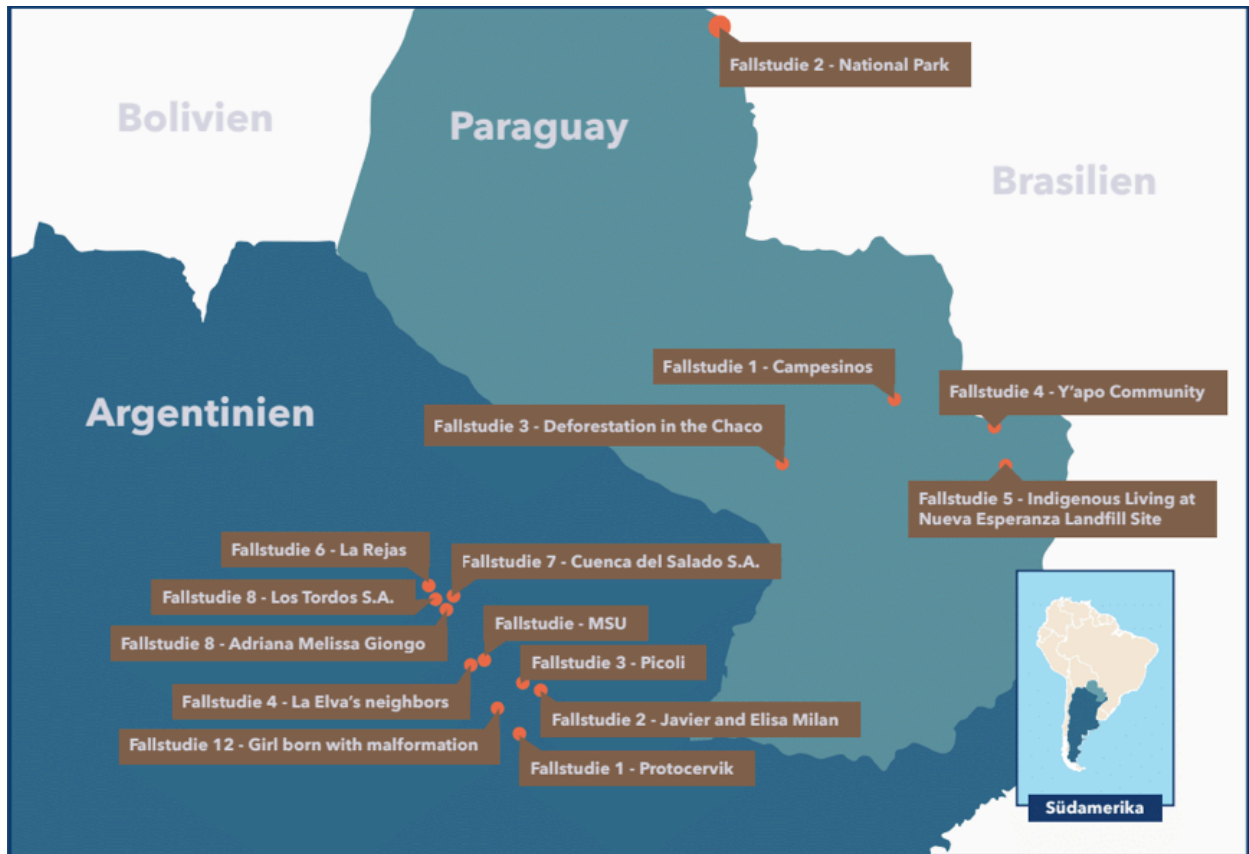 Fallstudie 2 - National Park
Bolivien
Paraguay
Brasilien
Fallstudie 1 - Campesinos
Fallstudie 4 - Y'apo Community
Argentinien
Fallstudie 3 - Deforestation in the Chaco
Fallstudie 5 - Indigenous Living at
Nueva Esperanza Landfill Site
Fallstudie 6 - La Rejas
Fallstudie 7 - Cuenca del Salado S.A.
Fallstudie 8 - Los Tordos S.A.
Fallstudie - MSU
Fallstudie 8 - Adriana Melissa Giongo
Fallstudie 3 - Picoli
Fallstudie 4 - La Elva's neighbors
Fallstudie 2 - Javier and Elisa Milan
Fallstudie 12 - Girl born with malformation
Fallstudie 1 - Protocervik
Südamerika